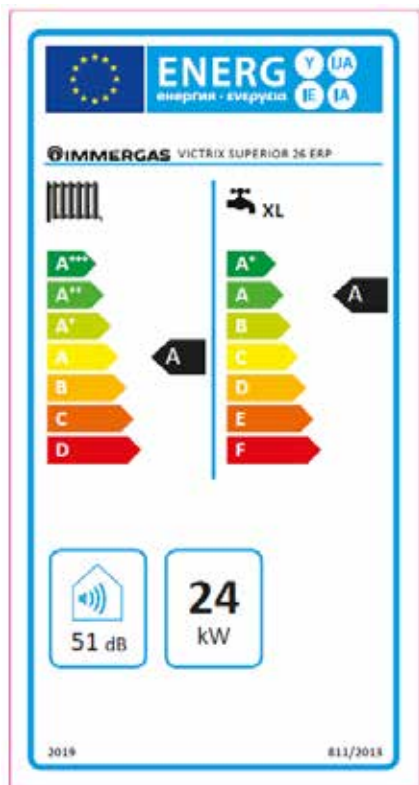 ENERG Y IJA
енергия · ενεργεια IE IA
IMMERGAS VICTRIX SUPERIOR 26 ERP
XL
A+++ A+
A++ A A
A+ B
A A C
B D
C E
D F
51 dB
24
kW
2019 811/2013